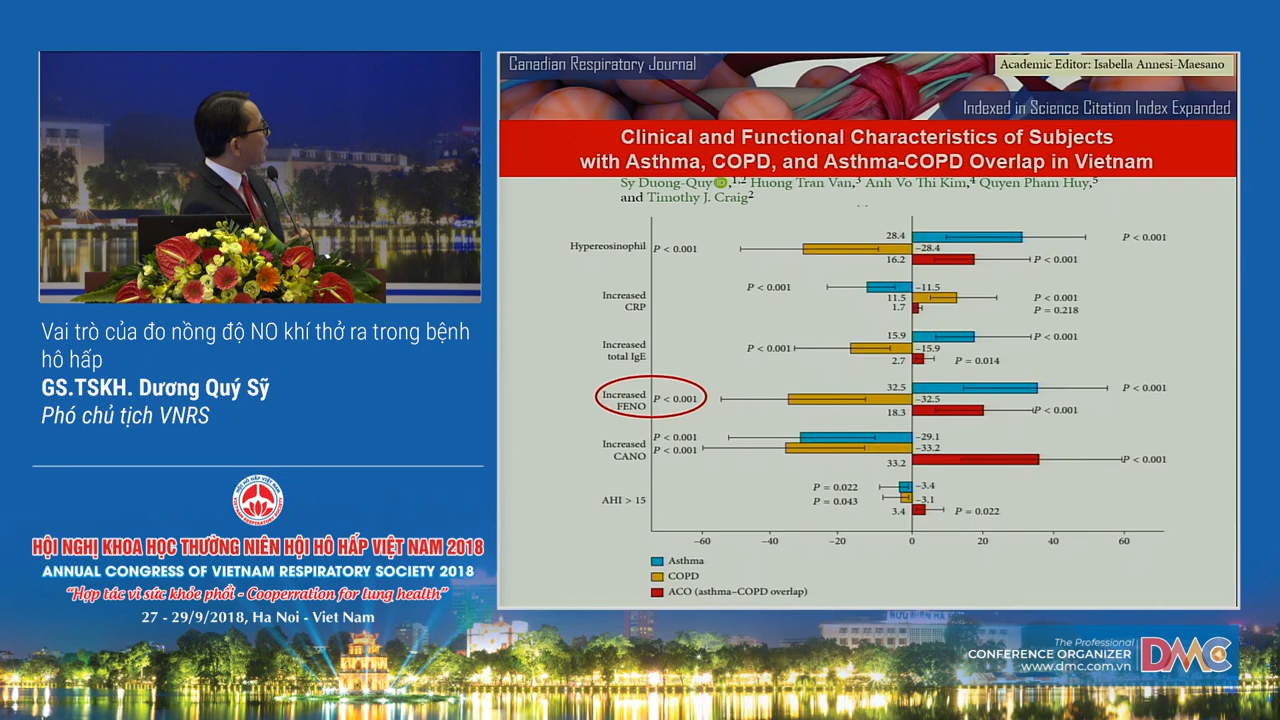 Vai trò của đo nồng độ NO khí thở ra trong bệnh
hô hấp
GS.TSKH. Dương Quý Sỹ
Phó chủ tịch VNRS
HỘI NGHỊ KHOA HỌC THƯỜNG NIÊN HỘI HÔ HẤP VIỆT NAM 2018
ANNUAL CONGRESS OF VIETNAM RESPIRATORY SOCIETY 2018
"Hợp tác vì sức khỏe phổi - Cooperration for lung health"
27 - 29/9/2018, Ha Noi - Viet Nam
Canadian Respiratory Journal
Academic Editor: Isabella Annesi-Maesano
Indexed in Science Citation Index Expanded
Clinical and Functional Characteristics of Subjects
with Asthma, COPD, and Asthma-COPD Overlap in Vietnam
Sy Duong-Quy,1,2 Huong Tran Van,3 Anh Vo Thi Kim,4 Quyen Pham Huy,5
and Timothy J. Craig2
28.4 P < 0.001
Hypereosinophil P < 0.001 −28.4
16.2 P < 0.001
P < 0.001 −11.5
Increased 11.5 P < 0.001
CRP 1.7 P = 0.218
15.9 P < 0.001
Increased P < 0.001 −15.9
total IgE 2.7 P = 0.014
32.5 P < 0.001
Increased P < 0.001 −32.5
FENO 18.3 P < 0.001
P < 0.001 −29.1
Increased P < 0.001 −33.2
CANO 33.2 P < 0.001
P = 0.022 −3.4
AHI > 15 P = 0.043 −3.1
3.4 P = 0.022
−60 −40 −20 0 20 40 60
Asthma
COPD
ACO (asthma–COPD overlap)
The Professional
CONFERENCE ORGANIZER
www.dmc.com.vn
DMC